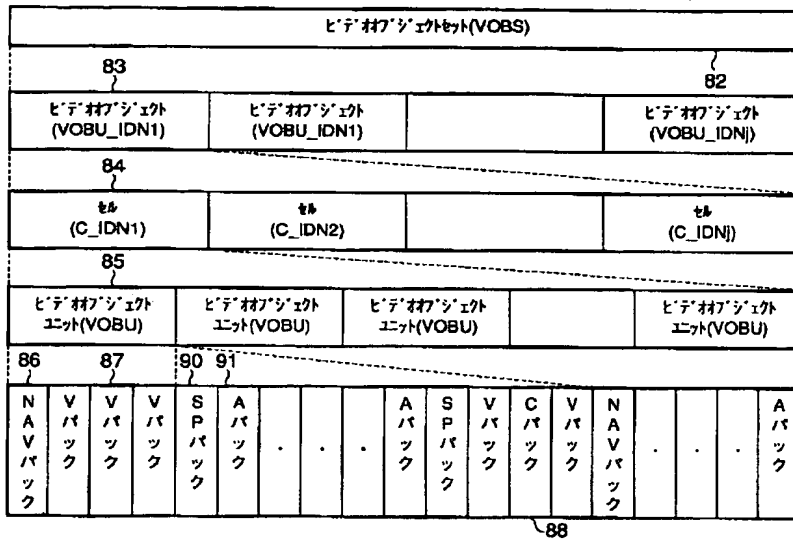 ビデオオブジェクトセット(VOBS)
83
82
ビデオオブジェクト
(VOBU_IDN1)
ビデオオブジェクト
(VOBU_IDN1)
ビデオオブジェクト
(VOBU_IDNj)
84
セル
(C_IDN1)
セル
(C_IDN2)
セル
(C_IDNj)
85
ビデオオブジェクト
ユニット(VOBU)
ビデオオブジェクト
ユニット(VOBU)
ビデオオブジェクト
ユニット(VOBU)
ビデオオブジェクト
ユニット(VOBU)
86
87
90
91
NAVパック
Vパック
Vパック
Vパック
SPパック
Aパック
・
・
・
Aパック
SPパック
Vパック
Cパック
Vパック
NAVパック
・
・
・
Aパック
88